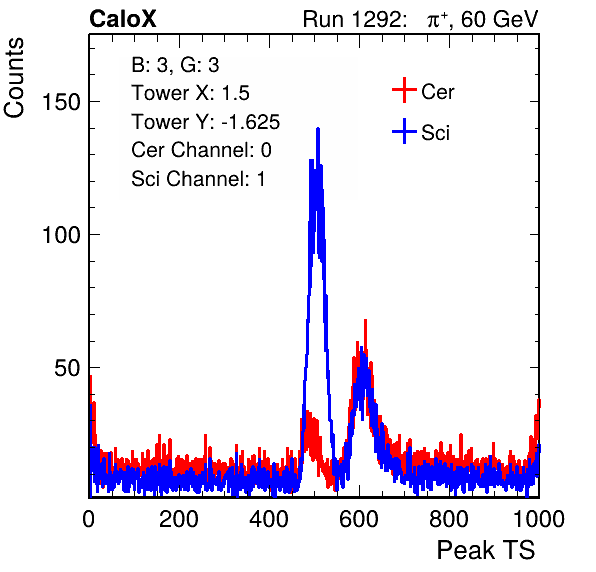 CaloX Run 1292: π+, 60 GeV
Counts
B: 3, G: 3
Tower X: 1.5
Tower Y: -1.625
Cer Channel: 0
Sci Channel: 1
Cer
Sci
150
100
50
0 200 400 600 800 1000
Peak TS